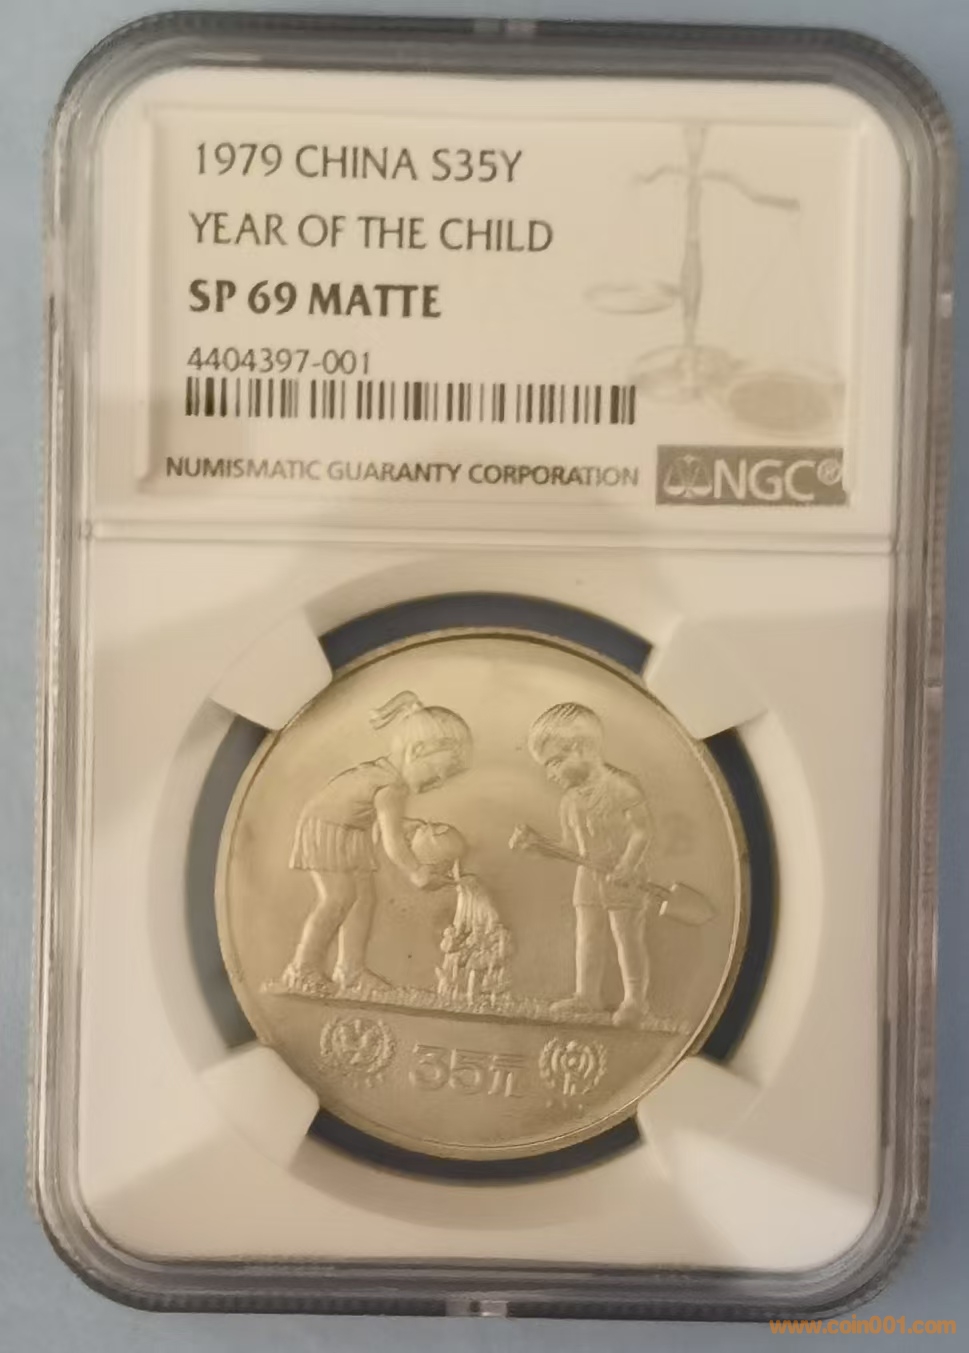 1979 CHINA S35Y
YEAR OF THE CHILD
SP 69 MATTE
4404397-001
NUMISMATIC GUARANTY CORPORATION
NGC®
35元
www.coin001.com